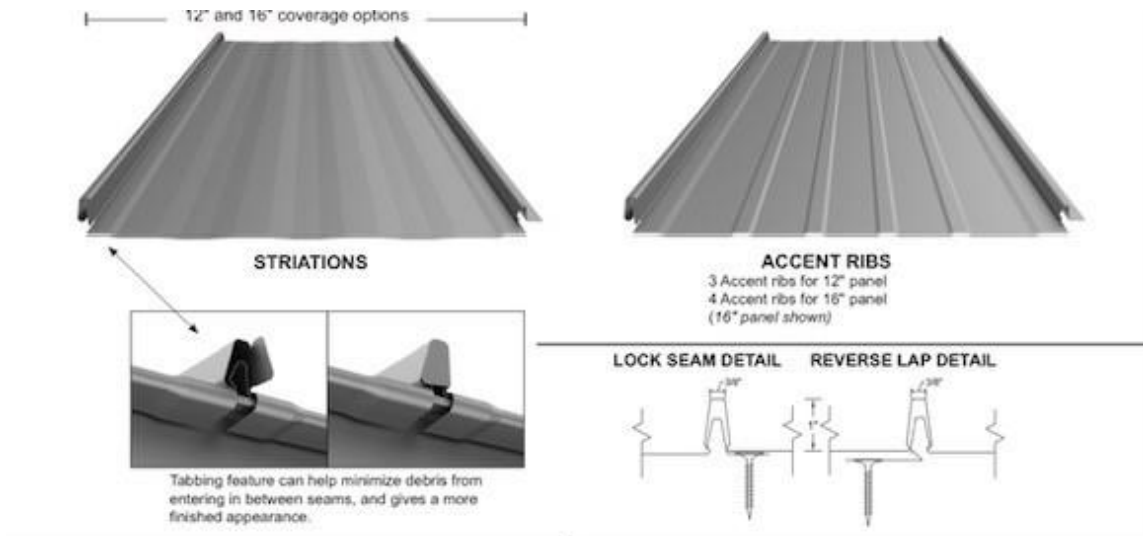 12" and 16" coverage options
STRIATIONS
ACCENT RIBS
3 Accent ribs for 12" panel
4 Accent ribs for 16" panel
(16" panel shown)
Tabbing feature can help minimize debris from
entering in between seams, and gives a more
finished appearance.
LOCK SEAM DETAIL
REVERSE LAP DETAIL
3/8"
1"
3/8"